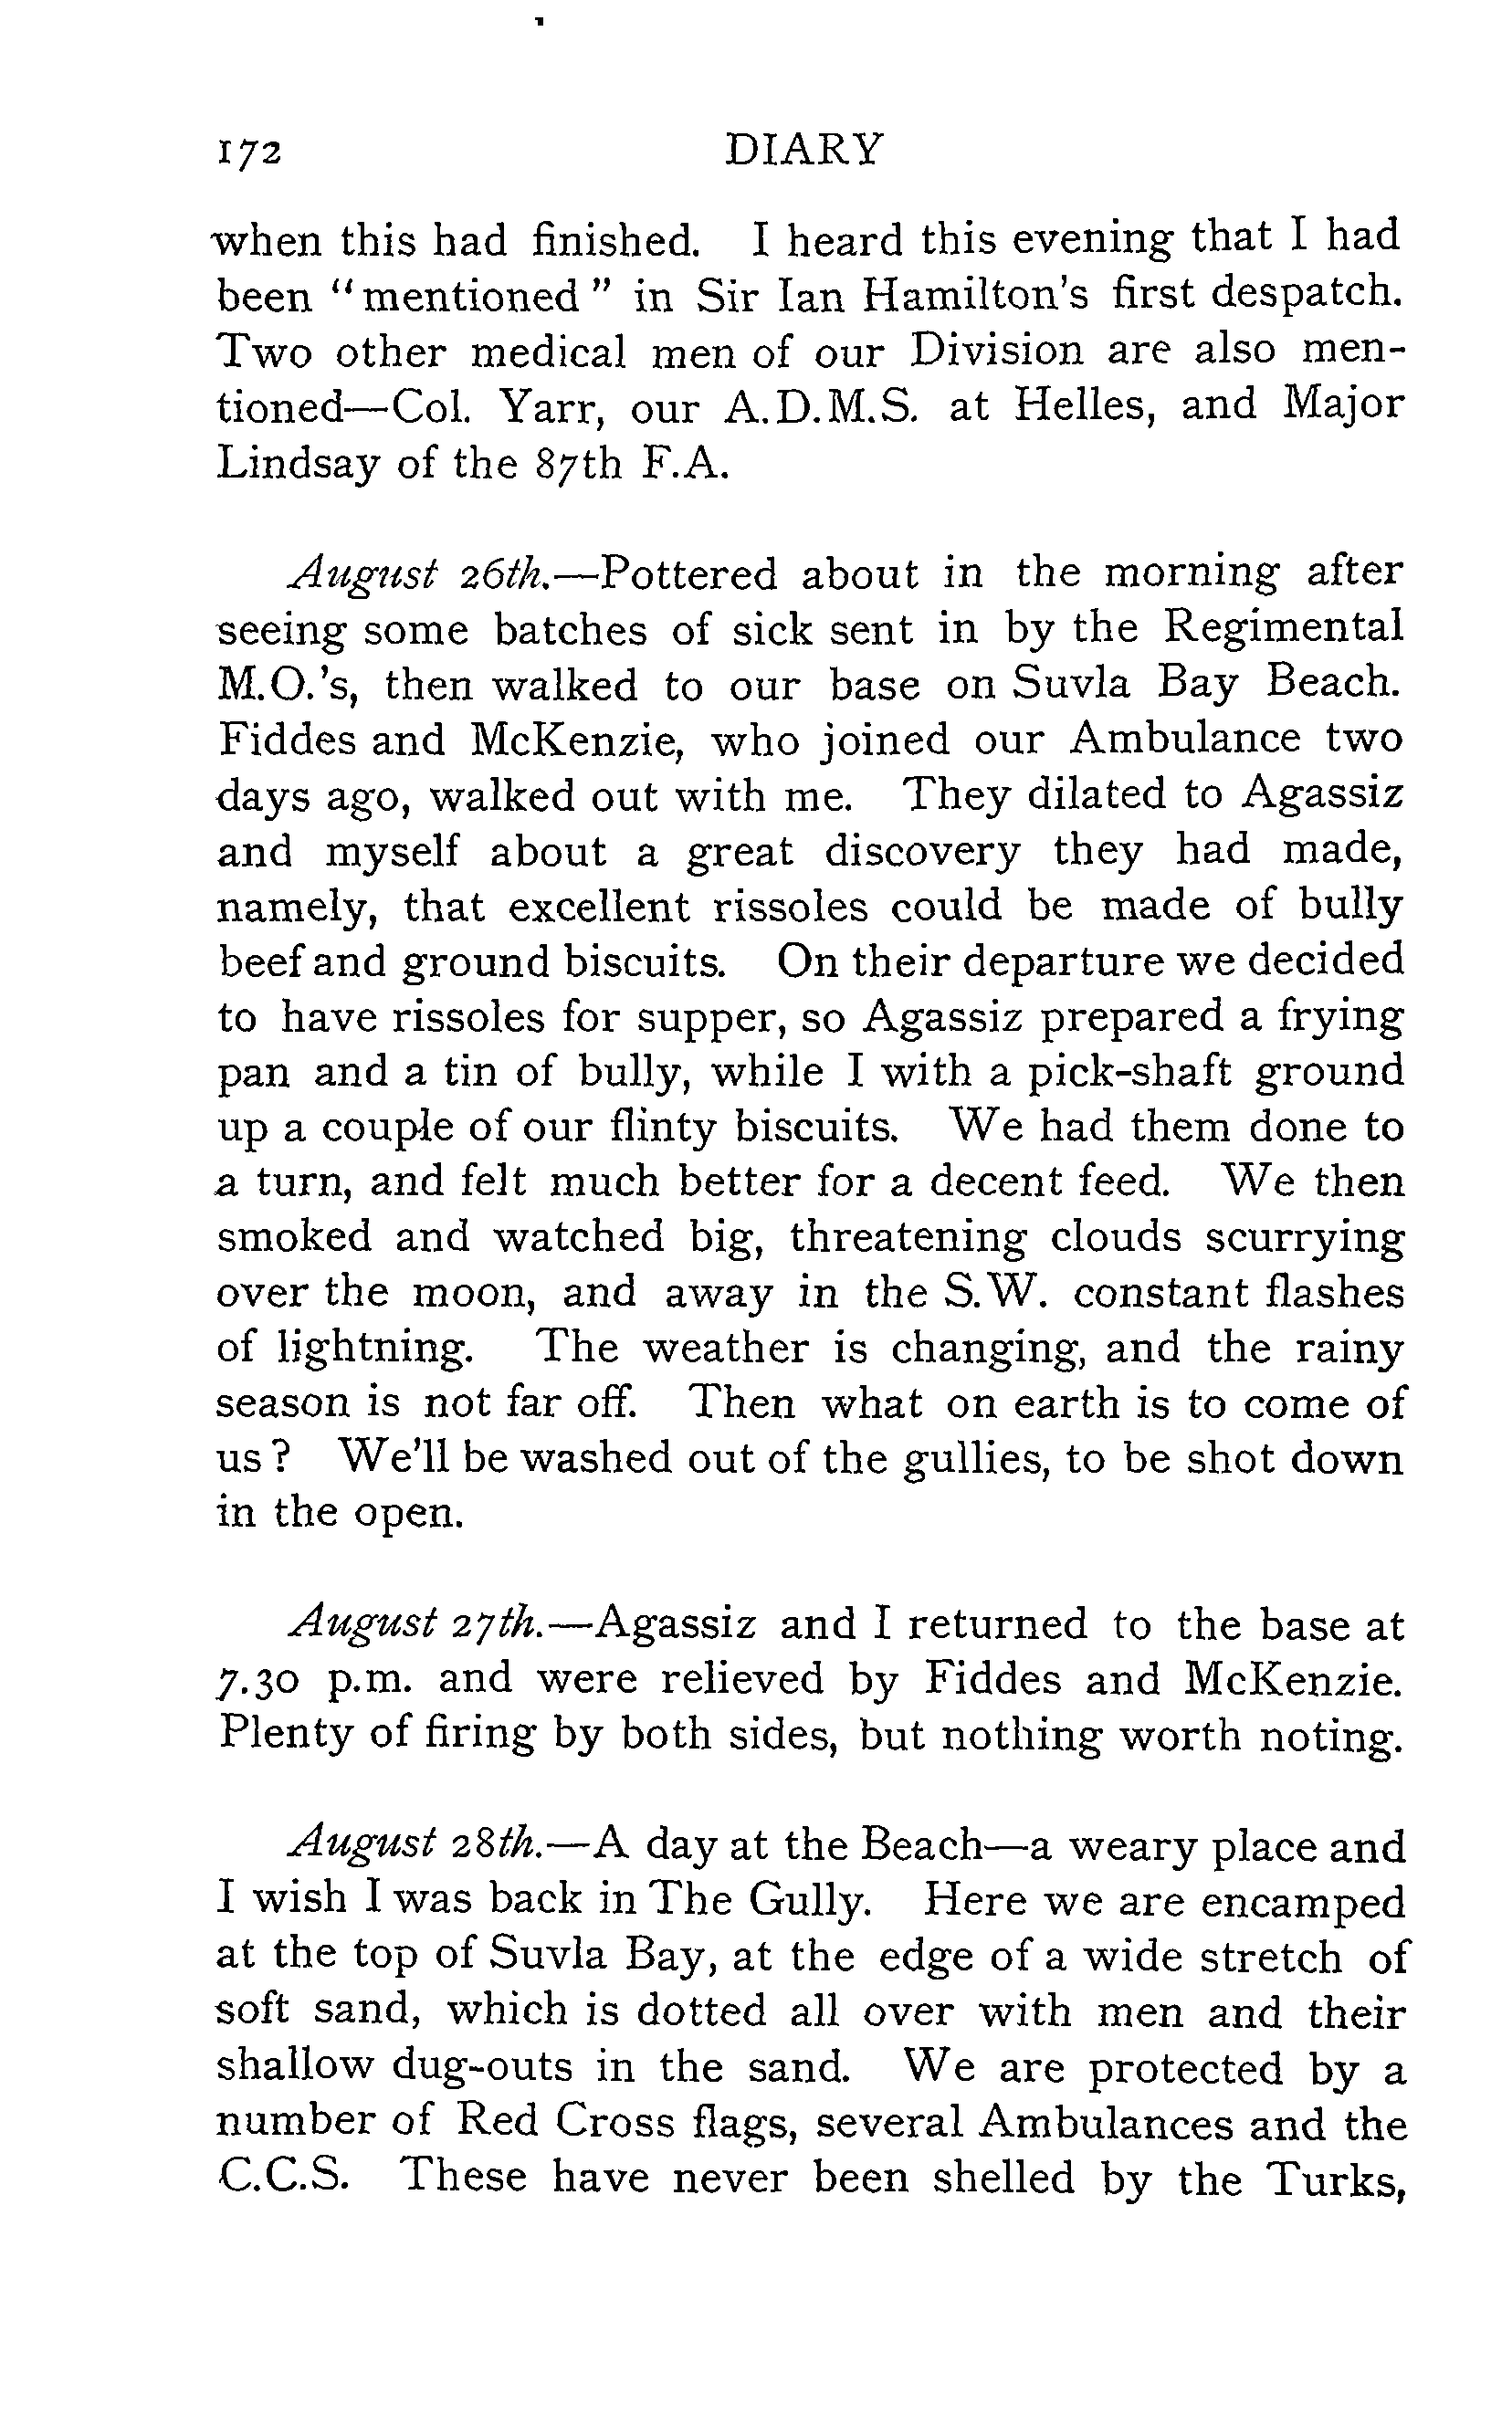 172 DIARY
when this had finished. I heard this evening that I had
been "mentioned" in Sir Ian Hamilton's first despatch.
Two other medical men of our Division are also men-
tioned—Col. Yarr, our A.D.M.S. at Helles, and Major
Lindsay of the 87th F.A.
August 26th.—Pottered about in the morning after
seeing some batches of sick sent in by the Regimental
M.O.'s, then walked to our base on Suvla Bay Beach.
Fiddes and McKenzie, who joined our Ambulance two
days ago, walked out with me. They dilated to Agassiz
and myself about a great discovery they had made,
namely, that excellent rissoles could be made of bully
beef and ground biscuits. On their departure we decided
to have rissoles for supper, so Agassiz prepared a frying
pan and a tin of bully, while I with a pick-shaft ground
up a couple of our flinty biscuits. We had them done to
a turn, and felt much better for a decent feed. We then
smoked and watched big, threatening clouds scurrying
over the moon, and away in the S.W. constant flashes
of lightning. The weather is changing, and the rainy
season is not far off. Then what on earth is to come of
us? We'll be washed out of the gullies, to be shot down
in the open.
August 27th.—Agassiz and I returned to the base at
7.30 p.m. and were relieved by Fiddes and McKenzie.
Plenty of firing by both sides, but nothing worth noting.
August 28th.—A day at the Beach—a weary place and
I wish I was back in The Gully. Here we are encamped
at the top of Suvla Bay, at the edge of a wide stretch of
soft sand, which is dotted all over with men and their
shallow dug-outs in the sand. We are protected by a
number of Red Cross flags, several Ambulances and the
C.C.S. These have never been shelled by the Turks,